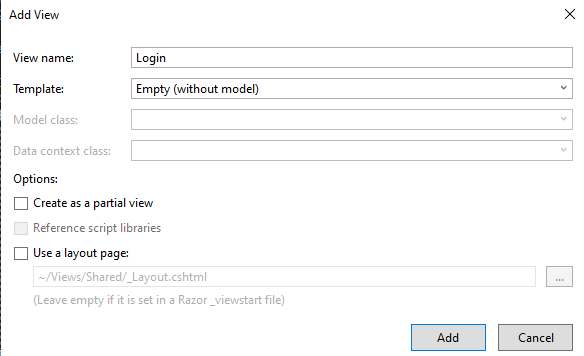 Add View
View name: Login
Template: Empty (without model)
Model class:
Data context class:
Options:
Create as a partial view
Reference script libraries
Use a layout page:
~/Views/Shared/_Layout.cshtml ...
(Leave empty if it is set in a Razor _viewstart file)
Add Cancel